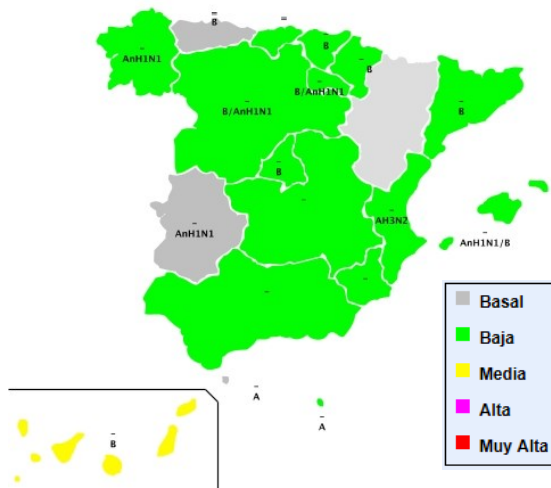 =
B
=
–
AnH1N1
–
B
–
B
–
B/AnH1N1
–
B/AnH1N1
–
B
–
B
–
–
AH3N2
–
AnH1N1
–
AnH1N1/B
–
–
–
A
–
A
–
B
Basal
Baja
Media
Alta
Muy Alta